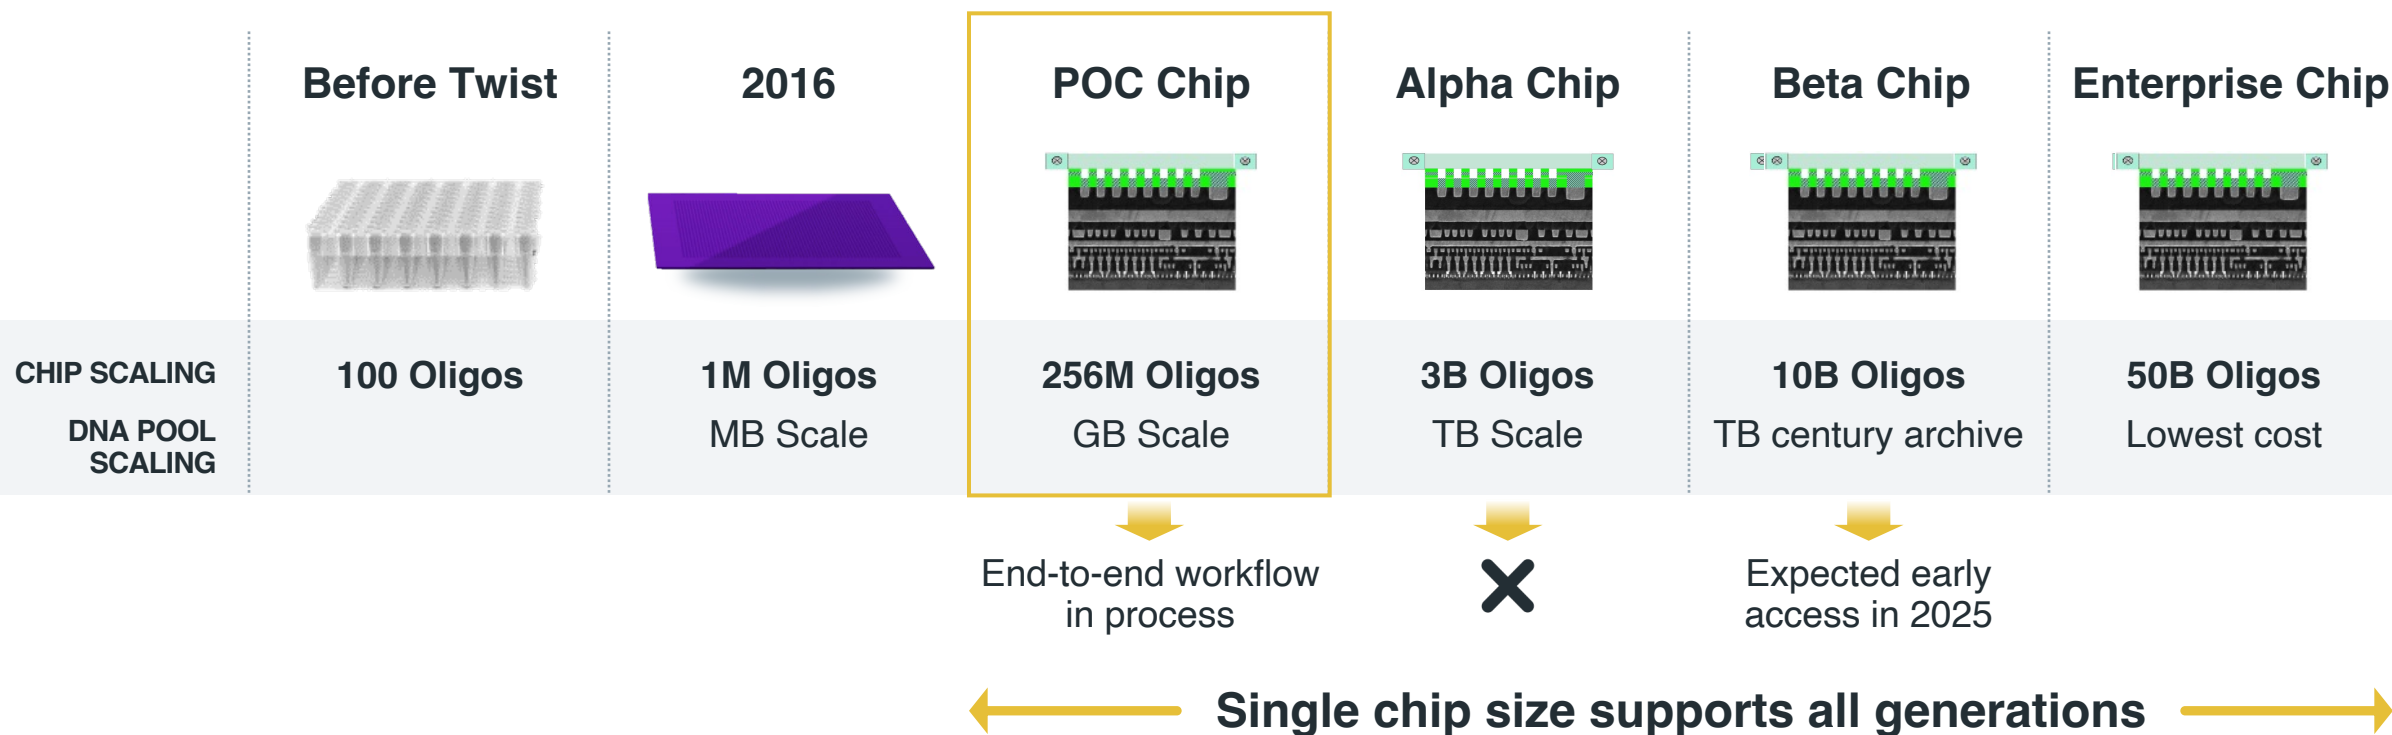 Before Twist
2016
POC Chip
Alpha Chip
Beta Chip
Enterprise Chip
CHIP SCALING
100 Oligos
1M Oligos
256M Oligos
3B Oligos
10B Oligos
50B Oligos
DNA POOL
SCALING
MB Scale
GB Scale
TB Scale
TB century archive
Lowest cost
End-to-end workflow
in process
Expected early
access in 2025
Single chip size supports all generations